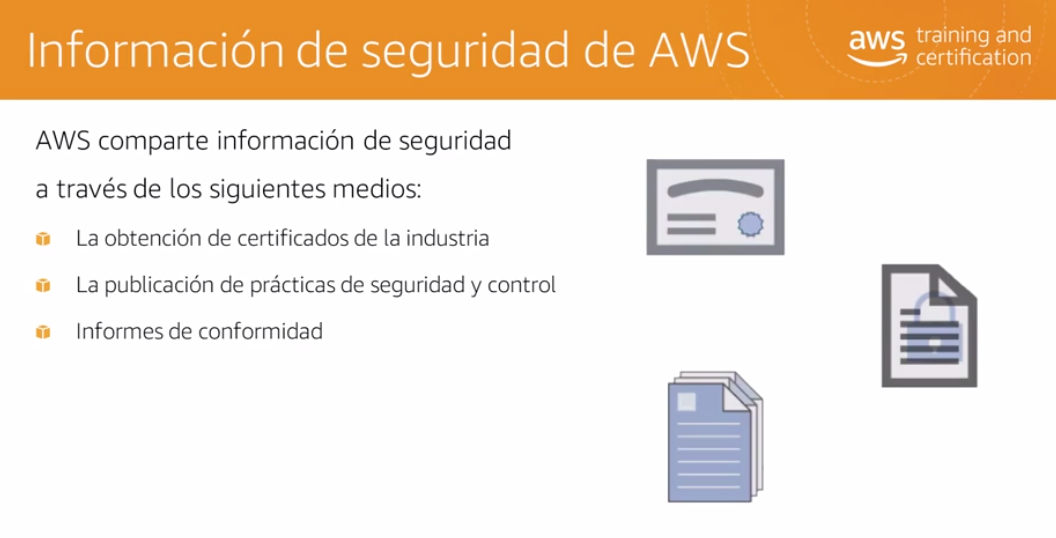 Información de seguridad de AWS
aws training and
certification
AWS comparte información de seguridad
a través de los siguientes medios:
La obtención de certificados de la industria
La publicación de prácticas de seguridad y control
Informes de conformidad